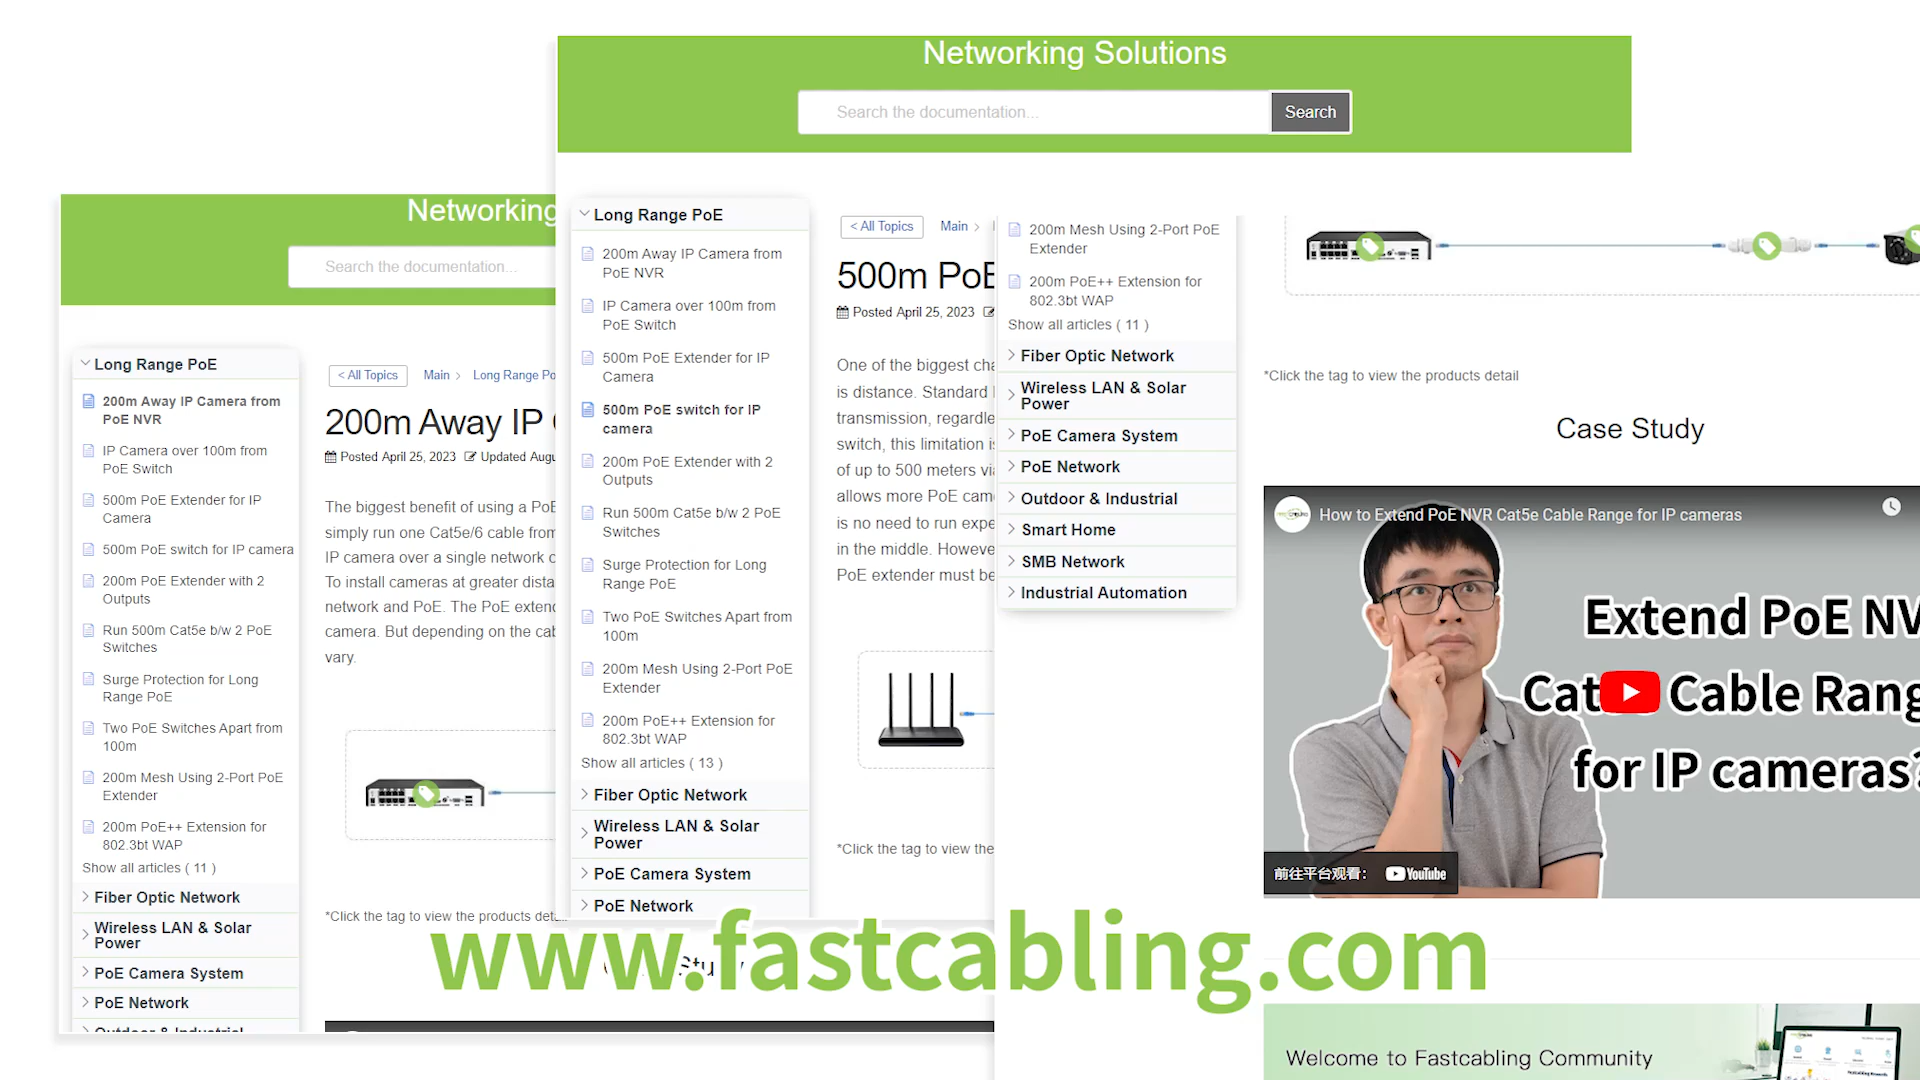 Networking
Search the documentation...
Long Range PoE
200m Away IP Camera from
PoE NVR
IP Camera over 100m from
PoE Switch
500m PoE Extender for IP
Camera
500m PoE switch for IP camera
200m PoE Extender with 2
Outputs
Run 500m Cat5e b/w 2 PoE
Switches
Surge Protection for Long
Range PoE
Two PoE Switches Apart from
100m
200m Mesh Using 2-Port PoE
Extender
200m PoE++ Extension for
802.3bt WAP
Show all articles ( 11 )
Fiber Optic Network
Wireless LAN & Solar
Power
PoE Camera System
PoE Network
Outdoor & Industrial
< All Topics
Main > Long Range Po
200m Away IP
Posted April 25, 2023 Updated Augu
The biggest benefit of using a PoE
simply run one Cat5e/6 cable from
IP camera over a single network c
To install cameras at greater dista
network and PoE. The PoE extend
camera. But depending on the cab
vary.
*Click the tag to view the products deta
Networking Solutions
Search the documentation...
Search
Long Range PoE
200m Away IP Camera from
PoE NVR
IP Camera over 100m from
PoE Switch
500m PoE Extender for IP
Camera
500m PoE switch for IP
camera
200m PoE Extender with 2
Outputs
Run 500m Cat5e b/w 2 PoE
Switches
Surge Protection for Long
Range PoE
Two PoE Switches Apart from
100m
200m Mesh Using 2-Port PoE
Extender
200m PoE++ Extension for
802.3bt WAP
Show all articles ( 13 )
Fiber Optic Network
Wireless LAN & Solar
Power
PoE Camera System
PoE Network
< All Topics
Main >
500m PoE
Posted April 25, 2023
One of the biggest cha
is distance. Standard
transmission, regardle
switch, this limitation is
of up to 500 meters via
allows more PoE came
is no need to run expe
in the middle. Howeve
PoE extender must be
*Click the tag to view the
200m Mesh Using 2-Port PoE
Extender
200m PoE++ Extension for
802.3bt WAP
Show all articles ( 11 )
Fiber Optic Network
Wireless LAN & Solar
Power
PoE Camera System
PoE Network
Outdoor & Industrial
Smart Home
SMB Network
Industrial Automation
*Click the tag to view the products detail
Case Study
How to Extend PoE NVR Cat5e Cable Range for IP cameras
Extend PoE NV
Cat Cable Rang
for IP cameras?
前往平台观看： YouTube
www.fastcabling.com
Welcome to Fastcabling Community